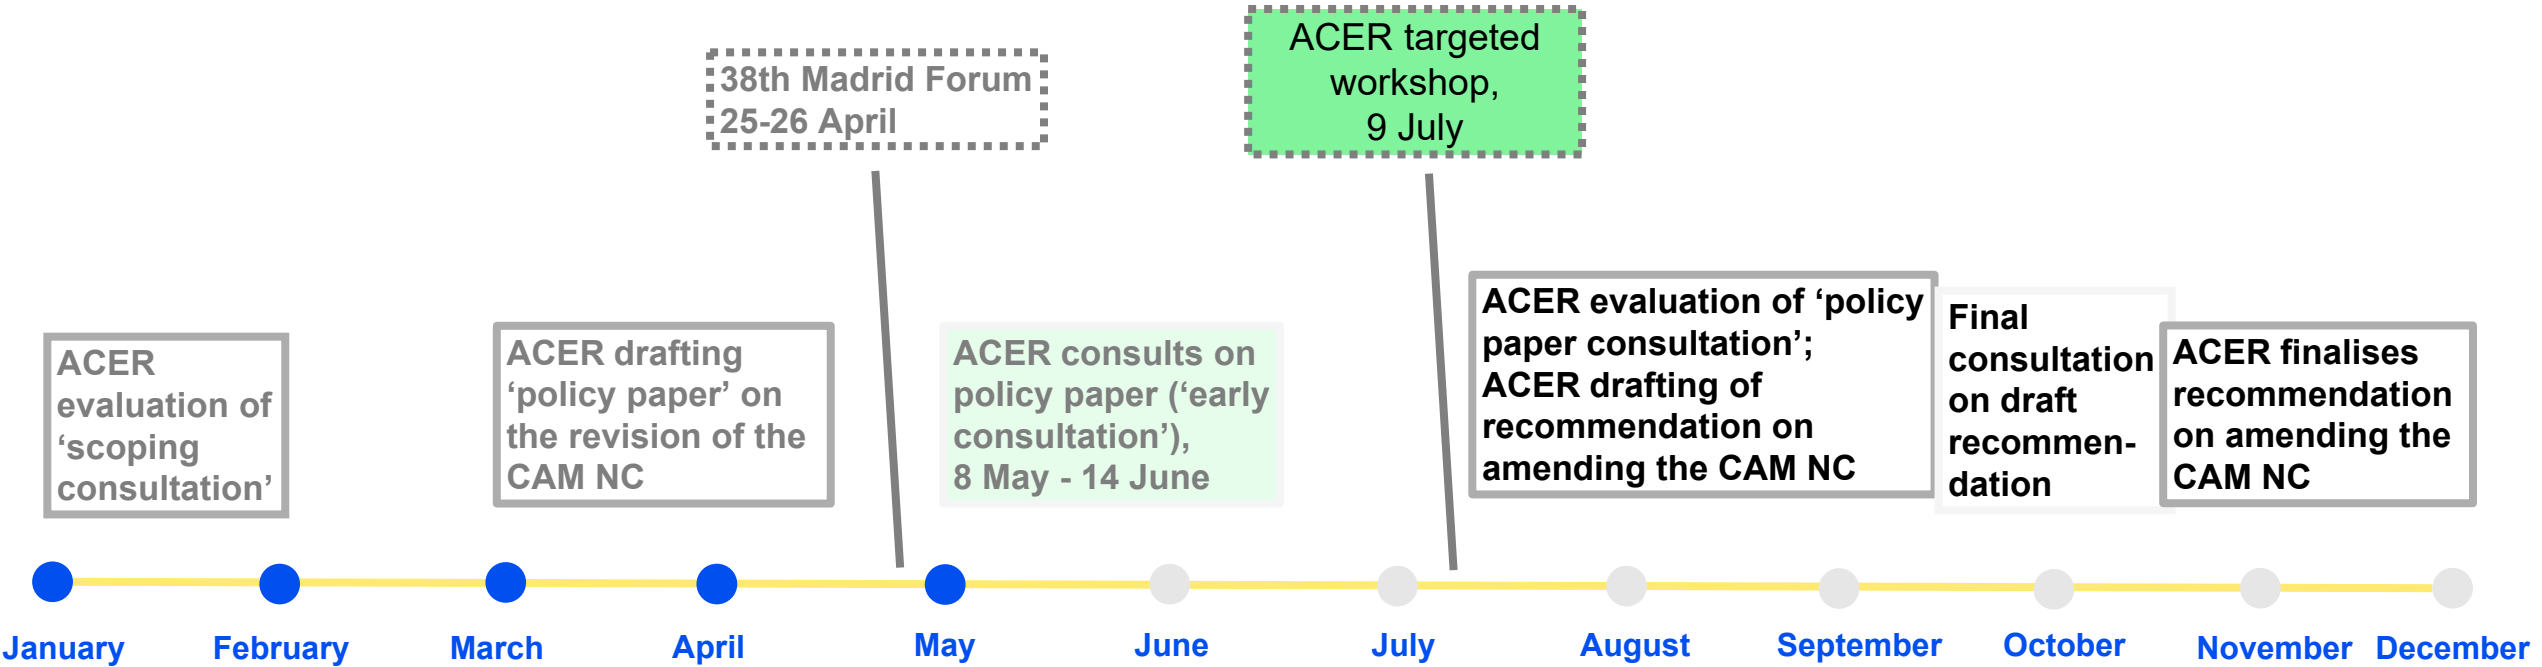 38th Madrid Forum
25-26 April
ACER targeted
workshop,
9 July
ACER
evaluation of
‘scoping
consultation’
ACER drafting
‘policy paper’ on
the revision of the
CAM NC
ACER consults on
policy paper (‘early
consultation’),
8 May - 14 June
ACER evaluation of ‘policy
paper consultation’;
ACER drafting of
recommendation on
amending the CAM NC
Final
consultation
on draft
recommen-
dation
ACER finalises
recommendation
on amending the
CAM NC
January
February
March
April
May
June
July
August
September
October
November
December